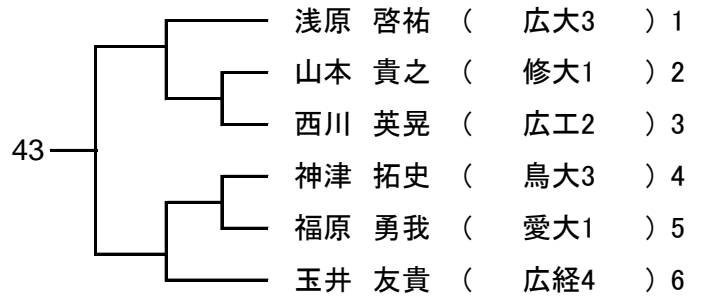 浅原 啓祐 ( 広大3 ) 1
山本 貴之 ( 修大1 ) 2
西川 英晃 ( 広工2 ) 3
43
神津 拓史 ( 鳥大3 ) 4
福原 勇我 ( 愛大1 ) 5
玉井 友貴 ( 広経4 ) 6